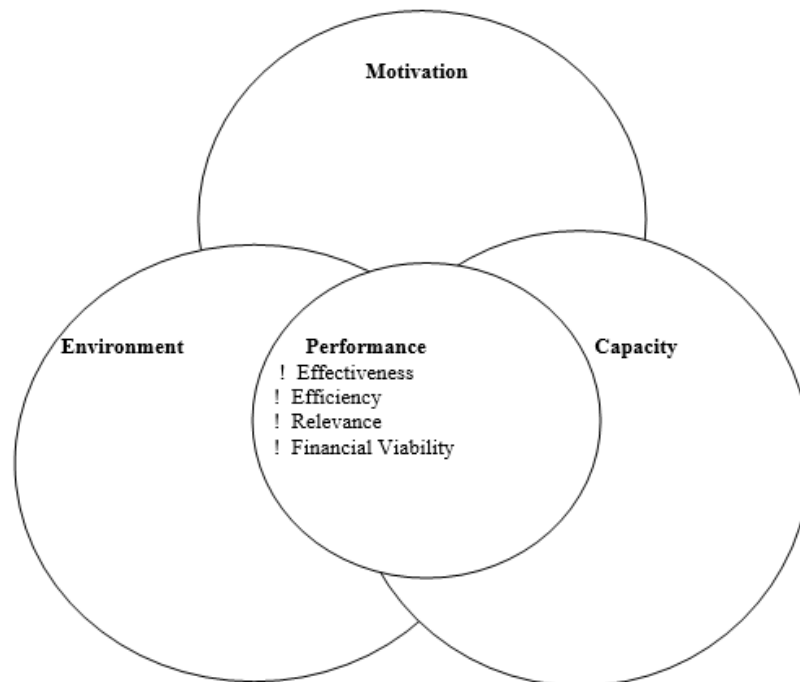 Motivation
Environment
Performance
Capacity
! Effectiveness
! Efficiency
! Relevance
! Financial Viability